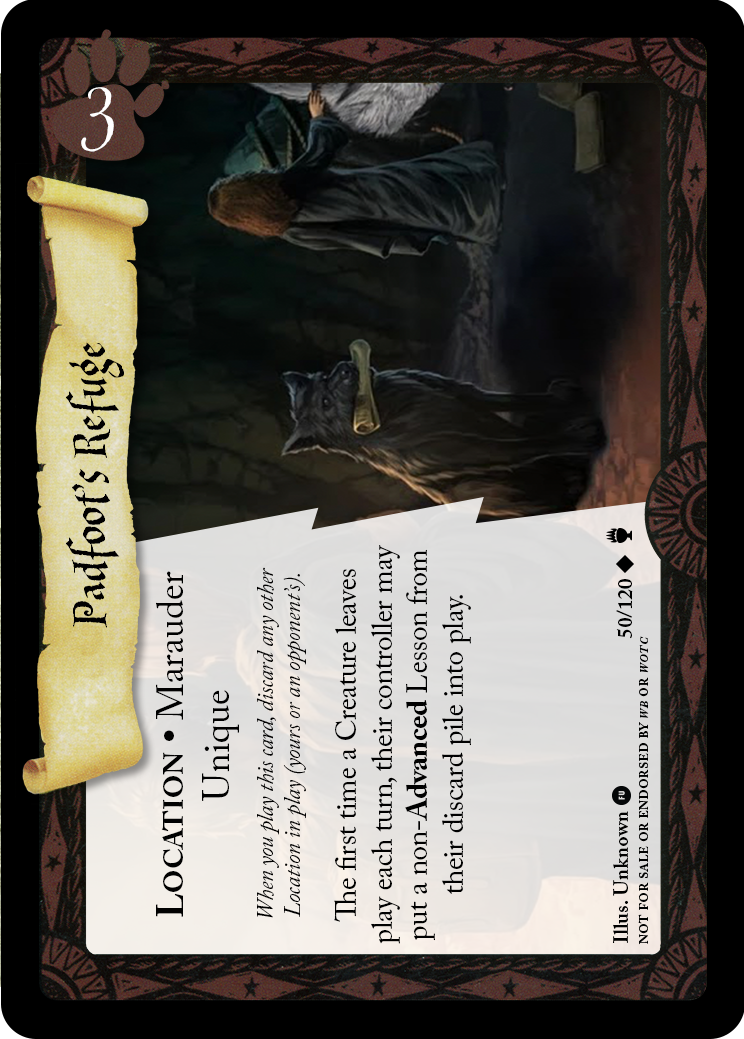 Padfoot's Refuge
3
LOCATION • Marauder
Unique
When you play this card, discard any other
Location in play (yours or an opponent's).
The first time a Creature leaves
play each turn, their controller may
put a non-Advanced Lesson from
their discard pile into play.
Illus. Unknown FU 50/120
NOT FOR SALE OR ENDORSED BY WB OR WOTC